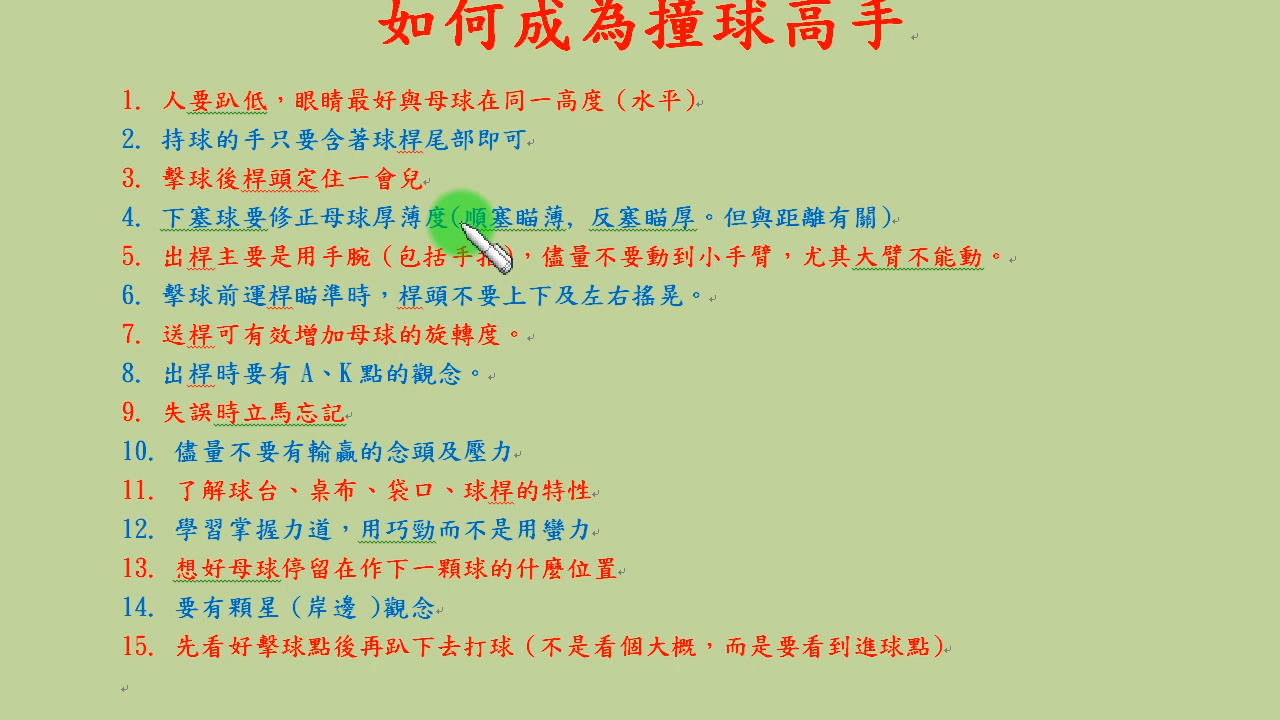 如何成為撞球高手
1. 人要趴低，眼睛最好與母球在同一高度(水平)
2. 持球的手只要含著球桿尾部即可
3. 擊球後桿頭定住一會兒
4. 下塞球要修正母球厚薄度(順塞瞄薄, 反塞瞄厚。但與距離有關)
5. 出桿主要是用手腕(包括手指)，儘量不要動到小手臂，尤其大臂不能動。
6. 擊球前運桿瞄準時，桿頭不要上下及左右搖晃。
7. 送桿可有效增加母球的旋轉度。
8. 出桿時要有A、K點的觀念。
9. 失誤時立馬忘記
10. 儘量不要有輸贏的念頭及壓力
11. 了解球台、桌布、袋口、球桿的特性
12. 學習掌握力道，用巧勁而不是用蠻力
13. 想好母球停留在作下一顆球的什麼位置
14. 要有顆星(岸邊 )觀念
15. 先看好擊球點後再趴下去打球(不是看個大概，而是要看到進球點)